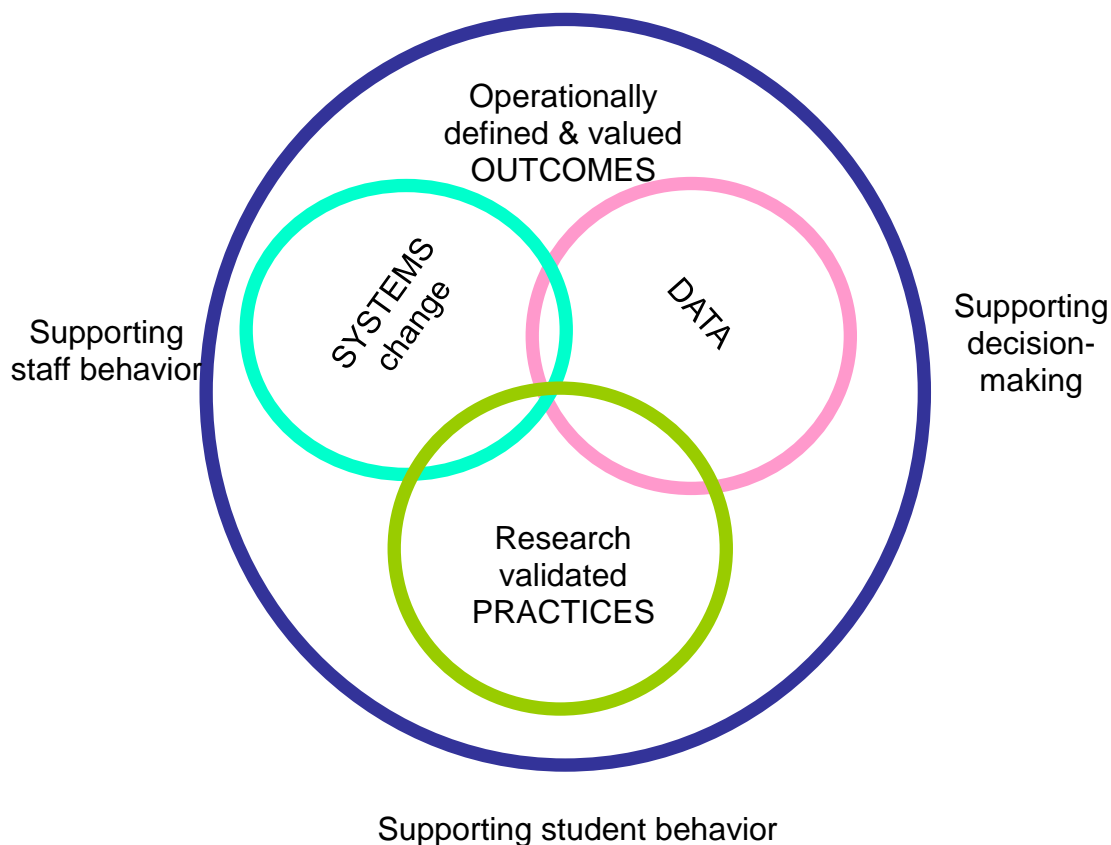 Operationally
defined & valued
OUTCOMES
SYSTEMS
change
DATA
Supporting
staff behavior
Supporting
decision-
making
Research
validated
PRACTICES
Supporting student behavior